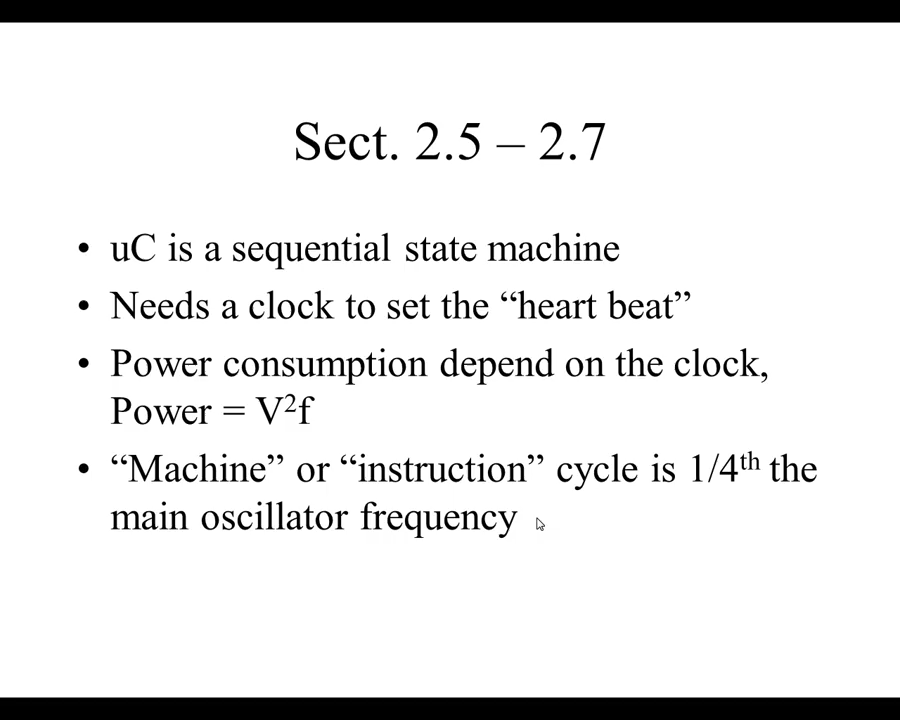 Sect. 2.5 – 2.7
• uC is a sequential state machine
• Needs a clock to set the “heart beat”
• Power consumption depend on the clock,
Power = V²f
• “Machine” or “instruction” cycle is 1/4th the
main oscillator frequency